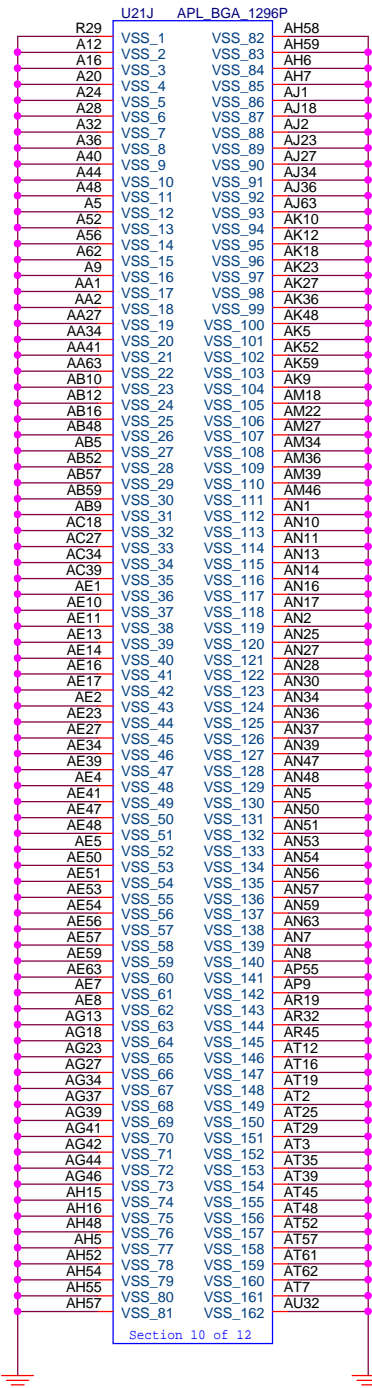 U21J APL_BGA_1296P
R29 VSS_1 VSS_82 AH58
A12 VSS_2 VSS_83 AH59
A16 VSS_3 VSS_84 AH6
A20 VSS_4 VSS_85 AH7
A24 VSS_5 VSS_86 AJ1
A28 VSS_6 VSS_87 AJ18
A32 VSS_7 VSS_88 AJ2
A36 VSS_8 VSS_89 AJ23
A40 VSS_9 VSS_90 AJ27
A44 VSS_10 VSS_91 AJ34
A48 VSS_11 VSS_92 AJ36
A5 VSS_12 VSS_93 AJ63
A52 VSS_13 VSS_94 AK10
A56 VSS_14 VSS_95 AK12
A62 VSS_15 VSS_96 AK18
A9 VSS_16 VSS_97 AK23
AA1 VSS_17 VSS_98 AK27
AA2 VSS_18 VSS_99 AK36
AA27 VSS_19 VSS_100 AK48
AA34 VSS_20 VSS_101 AK5
AA41 VSS_21 VSS_102 AK52
AA63 VSS_22 VSS_103 AK59
AB10 VSS_23 VSS_104 AK9
AB12 VSS_24 VSS_105 AM18
AB16 VSS_25 VSS_106 AM22
AB48 VSS_26 VSS_107 AM27
AB5 VSS_27 VSS_108 AM34
AB52 VSS_28 VSS_109 AM36
AB57 VSS_29 VSS_110 AM39
AB59 VSS_30 VSS_111 AM46
AB9 VSS_31 VSS_112 AN1
AC18 VSS_32 VSS_113 AN10
AC27 VSS_33 VSS_114 AN11
AC34 VSS_34 VSS_115 AN13
AC39 VSS_35 VSS_116 AN14
AE1 VSS_36 VSS_117 AN16
AE10 VSS_37 VSS_118 AN17
AE11 VSS_38 VSS_119 AN2
AE13 VSS_39 VSS_120 AN25
AE14 VSS_40 VSS_121 AN27
AE16 VSS_41 VSS_122 AN28
AE17 VSS_42 VSS_123 AN30
AE2 VSS_43 VSS_124 AN34
AE23 VSS_44 VSS_125 AN36
AE27 VSS_45 VSS_126 AN37
AE34 VSS_46 VSS_127 AN39
AE39 VSS_47 VSS_128 AN47
AE4 VSS_48 VSS_129 AN48
AE41 VSS_49 VSS_130 AN5
AE47 VSS_50 VSS_131 AN50
AE48 VSS_51 VSS_132 AN51
AE5 VSS_52 VSS_133 AN53
AE50 VSS_53 VSS_134 AN54
AE51 VSS_54 VSS_135 AN56
AE53 VSS_55 VSS_136 AN57
AE54 VSS_56 VSS_137 AN59
AE56 VSS_57 VSS_138 AN63
AE57 VSS_58 VSS_139 AN7
AE59 VSS_59 VSS_140 AN8
AE63 VSS_60 VSS_141 AP55
AE7 VSS_61 VSS_142 AP9
AE8 VSS_62 VSS_143 AR19
AG13 VSS_63 VSS_144 AR32
AG18 VSS_64 VSS_145 AR45
AG23 VSS_65 VSS_146 AT12
AG27 VSS_66 VSS_147 AT16
AG34 VSS_67 VSS_148 AT19
AG37 VSS_68 VSS_149 AT2
AG39 VSS_69 VSS_150 AT25
AG41 VSS_70 VSS_151 AT29
AG42 VSS_71 VSS_152 AT3
AG44 VSS_72 VSS_153 AT35
AG46 VSS_73 VSS_154 AT39
AH15 VSS_74 VSS_155 AT45
AH16 VSS_75 VSS_156 AT48
AH48 VSS_76 VSS_157 AT52
AH5 VSS_77 VSS_158 AT57
AH52 VSS_78 VSS_159 AT61
AH54 VSS_79 VSS_160 AT62
AH55 VSS_80 VSS_161 AT7
AH57 VSS_81 VSS_162 AU32
Section 10 of 12